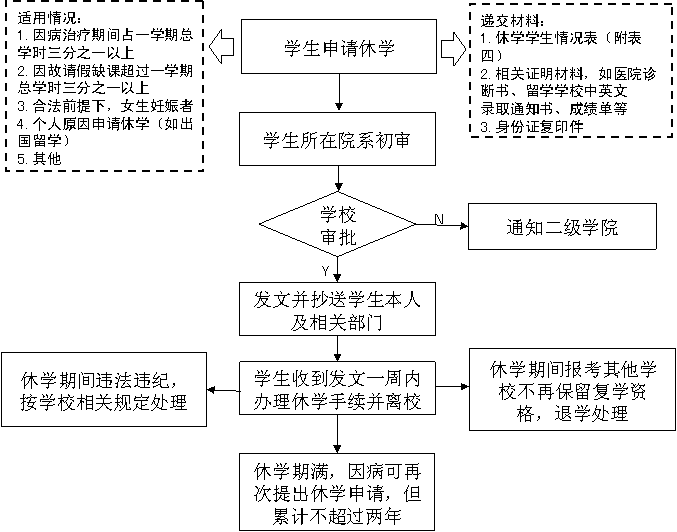 适用情况：
1. 因病治疗期间占一学期总
学时三分之一以上
2. 因故请假缺课超过一学期
总学时三分之一以上
3. 合法前提下，女生妊娠者
4. 个人原因申请休学（如出
国留学）
5. 其他
学生申请休学
递交材料：
1. 休学学生情况表（附表
四）
2. 相关证明材料，如医院诊
断书、留学学校中英文
录取通知书、成绩单等
3. 身份证复印件
学生所在院系初审
学校
审批
N
通知二级学院
Y
发文并抄送学生本人
及相关部门
休学期间违法违纪，
按学校相关规定处理
学生收到发文一周内
办理休学手续并离校
休学期间报考其他学
校不再保留复学资
格，退学处理
休学期满，因病可再
次提出休学申请，但
累计不超过两年